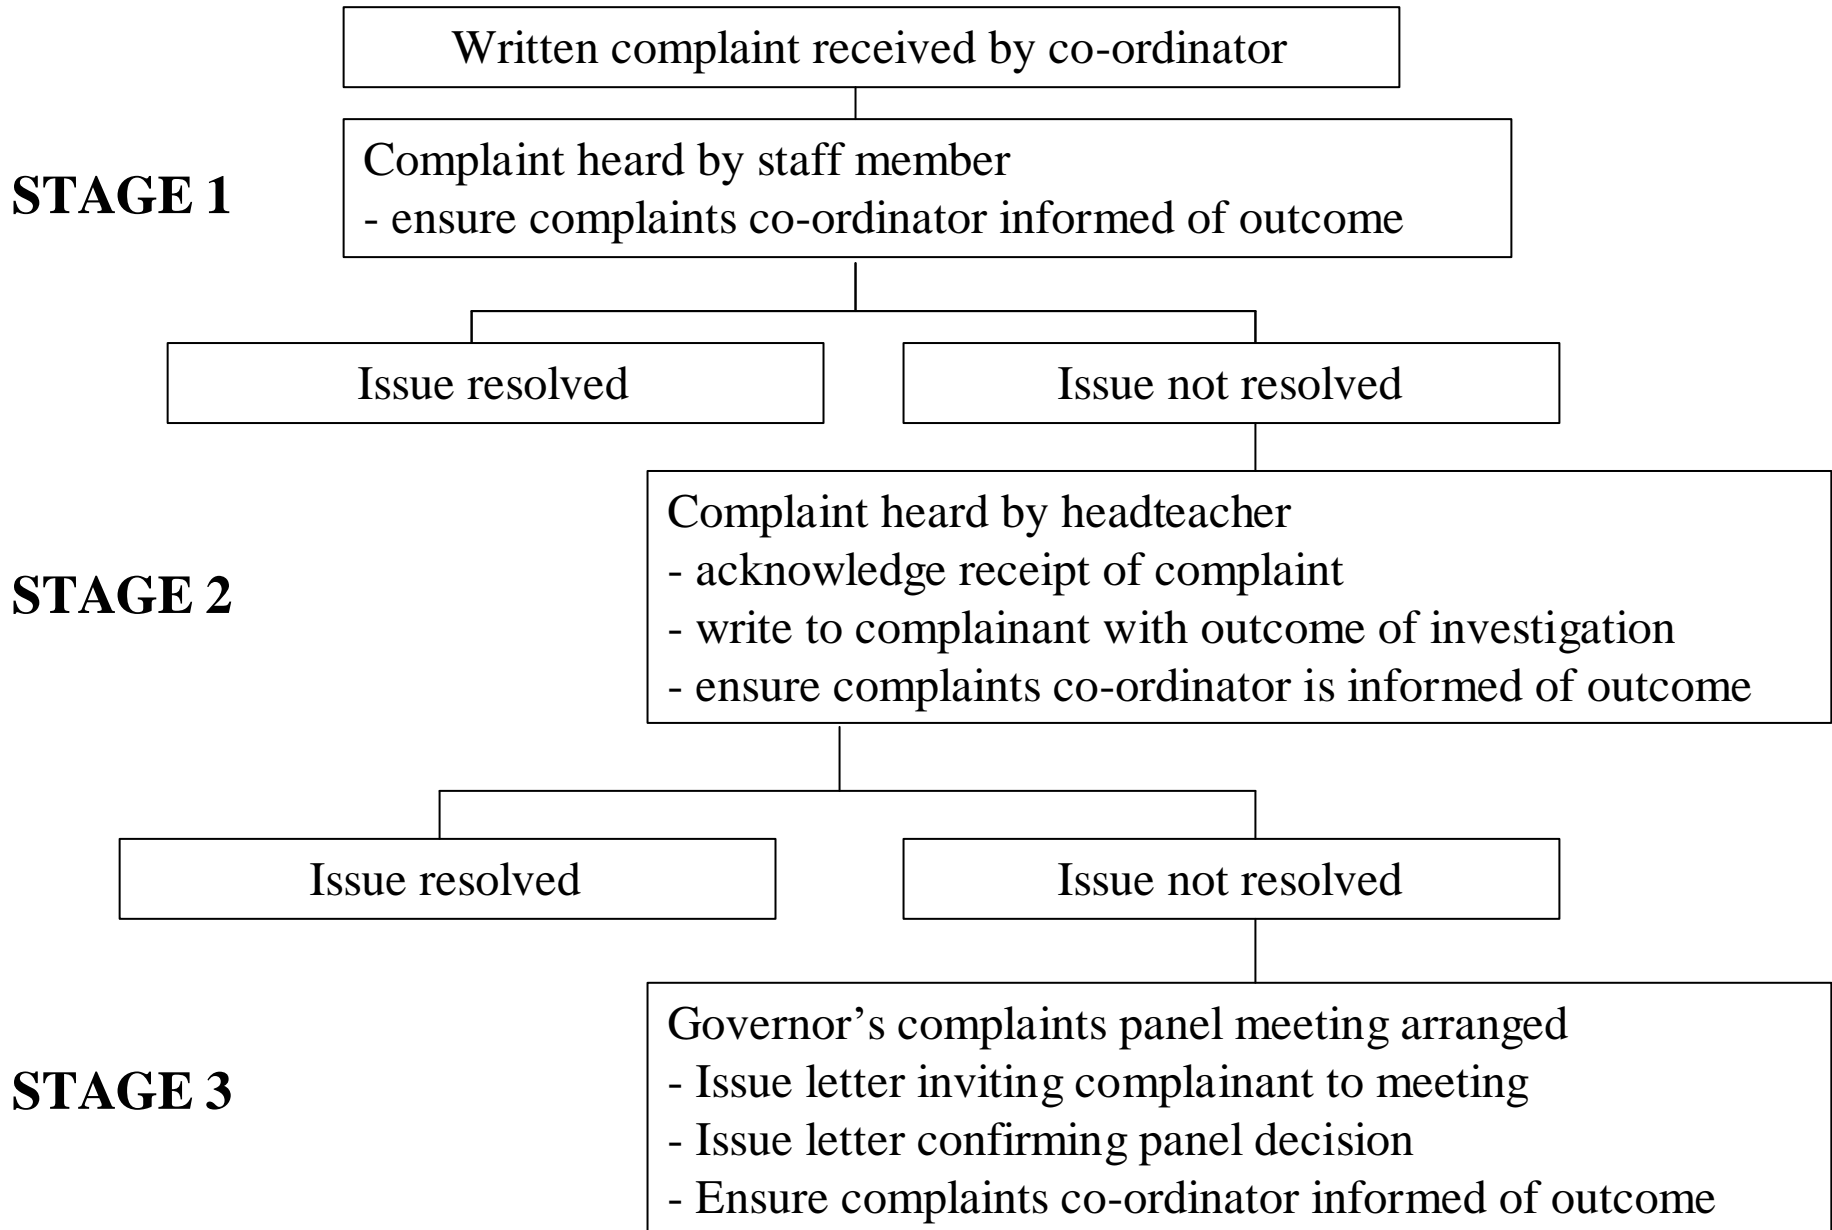 Written complaint received by co-ordinator
STAGE 1
Complaint heard by staff member
- ensure complaints co-ordinator informed of outcome
Issue resolved
Issue not resolved
STAGE 2
Complaint heard by headteacher
- acknowledge receipt of complaint
- write to complainant with outcome of investigation
- ensure complaints co-ordinator is informed of outcome
Issue resolved
Issue not resolved
STAGE 3
Governor’s complaints panel meeting arranged
- Issue letter inviting complainant to meeting
- Issue letter confirming panel decision
- Ensure complaints co-ordinator informed of outcome